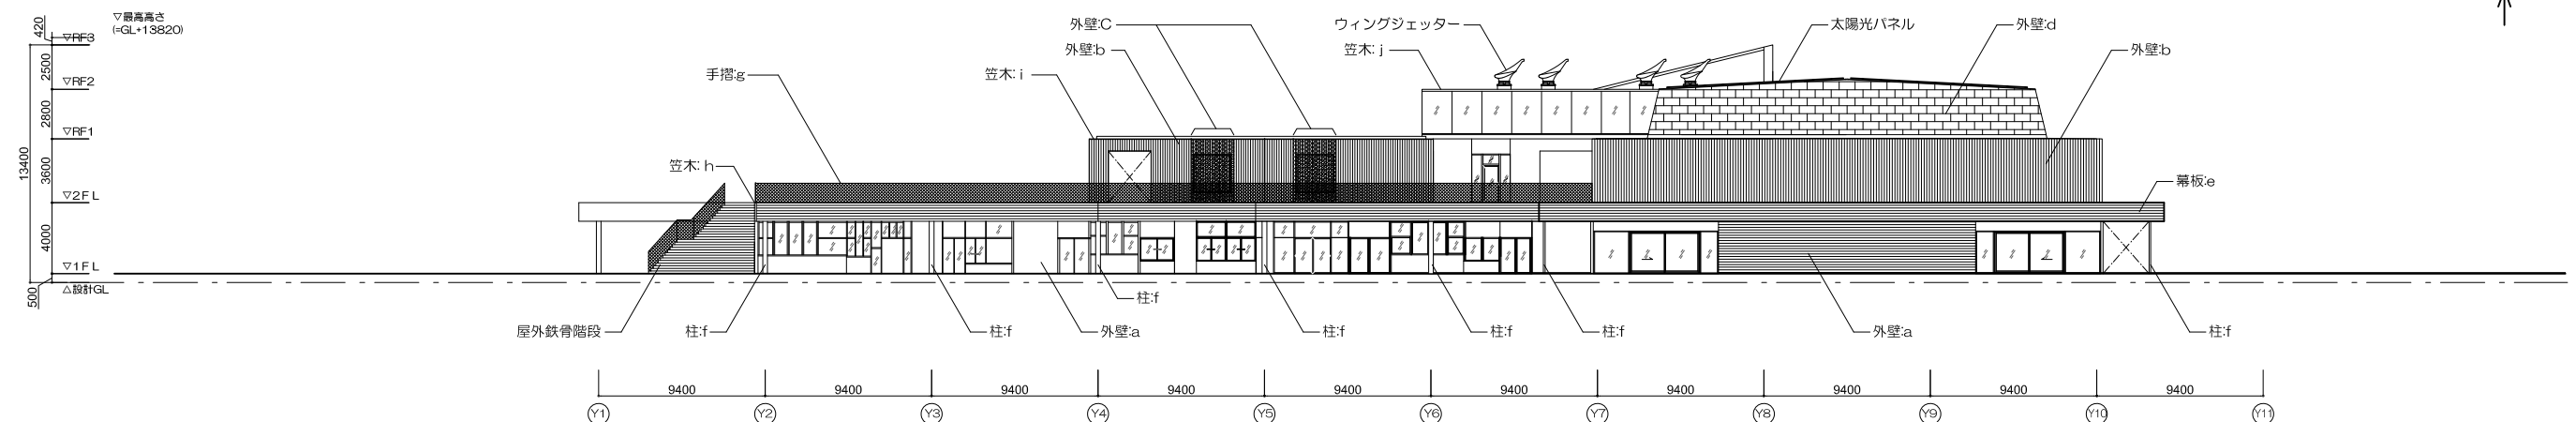 ▽最高高さ
(=GL+13820)
420
▽RF3
2500
▽RF2
2800
▽RF1
3600
13400
▽2FL
4000
▽1FL
500
△設計GL
外壁:C
外壁:b
ウィングジェッター
笠木:j
太陽光パネル
外壁:d
外壁:b
手摺:g
笠木:i
笠木:h
幕板:e
柱:f
屋外鉄骨階段
柱:f
柱:f
外壁:a
柱:f
柱:f
柱:f
外壁:a
柱:f
9400 9400 9400 9400 9400 9400 9400 9400 9400 9400
Y1 Y2 Y3 Y4 Y5 Y6 Y7 Y8 Y9 Y10 Y11